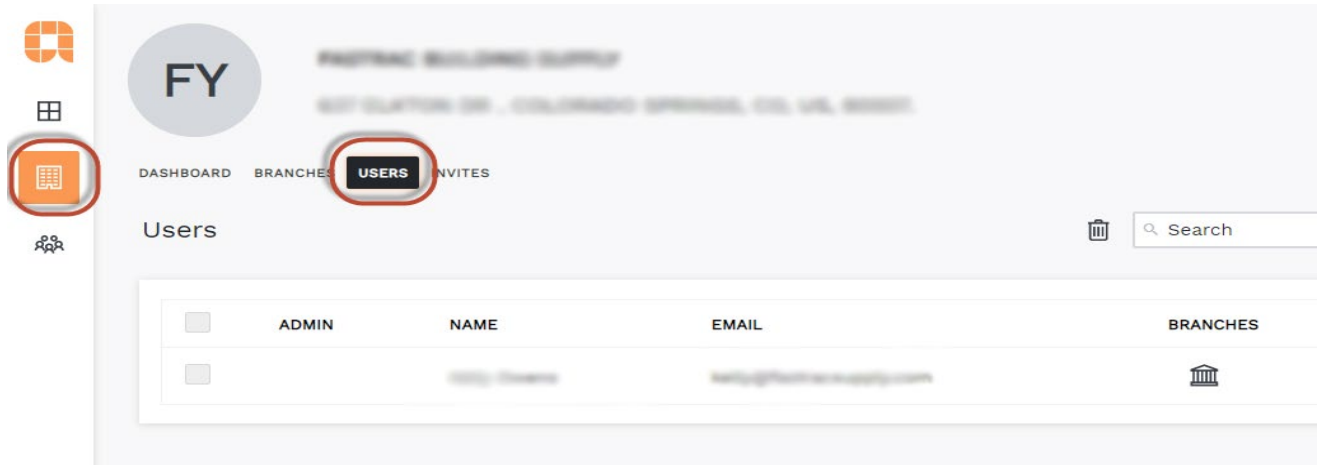 FY
DASHBOARD BRANCHES USERS INVITES
Users
Search
ADMIN NAME EMAIL BRANCHES